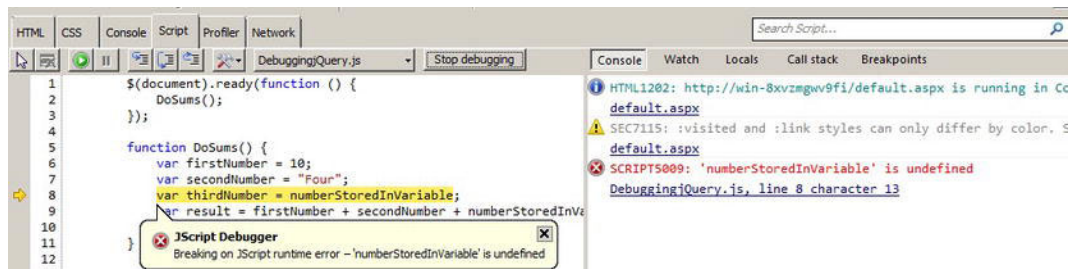 HTML CSS Console Script Profiler Network Search Script...
DebuggingjQuery.js Stop debugging Console Watch Locals Call stack Breakpoints
1 $(document).ready(function () {
2 DoSums();
3 });
4
5 function DoSums() {
6 var firstNumber = 10;
7 var secondNumber = "Four";
8 var thirdNumber = numberStoredInVariable;
9 var result = firstNumber + secondNumber + numberStoredInVa
10
11 }
12
JScript Debugger
Breaking on JScript runtime error – 'numberStoredInVariable' is undefined
HTML1202: http://win-8xvzmgwv9fi/default.aspx is running in Co
default.aspx
SEC7115: :visited and :link styles can only differ by color. S
default.aspx
SCRIPT5009: 'numberStoredInVariable' is undefined
DebuggingjQuery.js, line 8 character 13